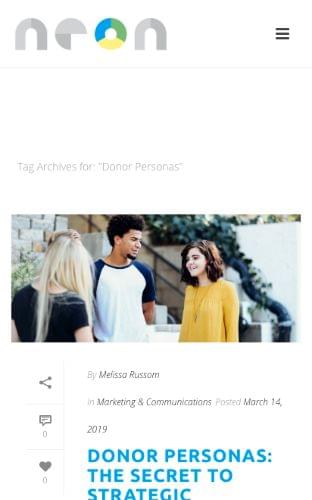 neon
Tag Archives for: "Donor Personas"
By Melissa Russom
In Marketing & Communications Posted March 14,
2019
0
0
DONOR PERSONAS:
THE SECRET TO
STRATEGIC